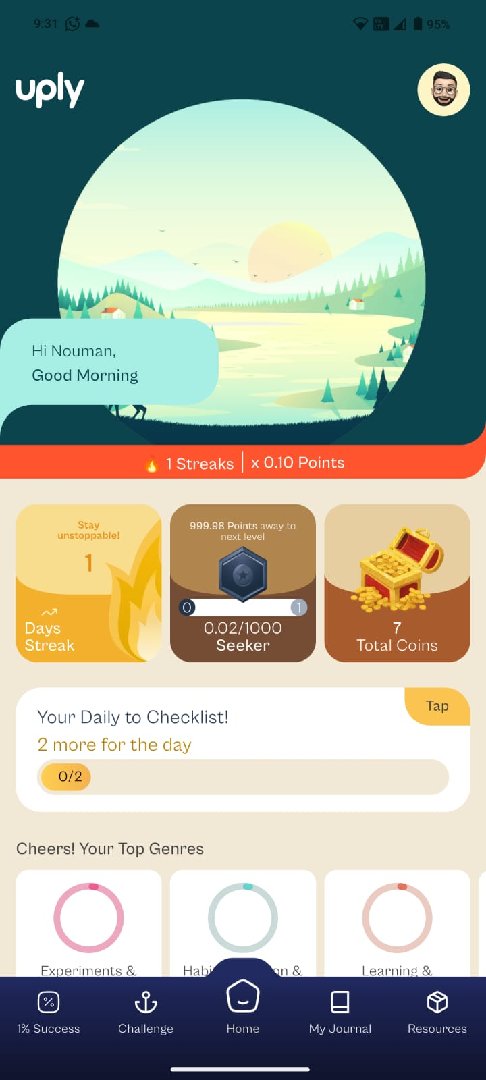 9:31
95%
uply
Hi Nouman,
Good Morning
1 Streaks | x 0.10 Points
Stay
unstoppable!
1
Days
Streak
999.98 Points away to
next level
0
1
0.02/1000
Seeker
7
Total Coins
Your Daily to Checklist!
Tap
2 more for the day
0/2
Cheers! Your Top Genres
Experiments &
Habi n &
Learning &
1% Success
Challenge
Home
My Journal
Resources